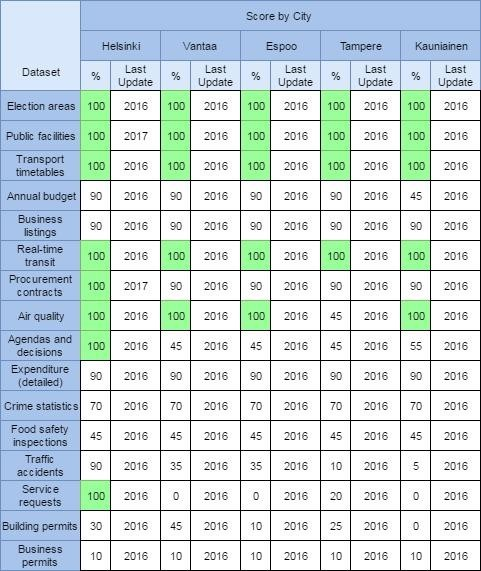 Score by City
Dataset Helsinki Vantaa Espoo Tampere Kauniainen
% Last Update % Last Update % Last Update % Last Update % Last Update
Election areas 100 2016 100 2016 100 2016 100 2016 100 2016
Public facilities 100 2017 100 2016 100 2016 100 2016 100 2016
Transport timetables 100 2016 100 2016 100 2016 100 2016 100 2016
Annual budget 90 2016 90 2016 90 2016 90 2016 45 2016
Business listings 90 2016 90 2016 90 2016 90 2016 90 2016
Real-time transit 100 2016 100 2016 100 2016 100 2016 100 2016
Procurement contracts 100 2017 90 2016 90 2016 90 2016 90 2016
Air quality 100 2016 100 2016 100 2016 45 2016 100 2016
Agendas and decisions 100 2016 45 2016 45 2016 45 2016 55 2016
Expenditure (detailed) 90 2016 90 2016 90 2016 90 2016 90 2016
Crime statistics 70 2016 70 2016 70 2016 70 2016 70 2016
Food safety inspections 45 2016 45 2016 45 2016 45 2016 45 2016
Traffic accidents 90 2016 35 2016 35 2016 10 2016 5 2016
Service requests 100 2016 0 2016 0 2016 20 2016 0 2016
Building permits 30 2016 45 2016 10 2016 25 2016 0 2016
Business permits 10 2016 10 2016 10 2016 10 2016 10 2016